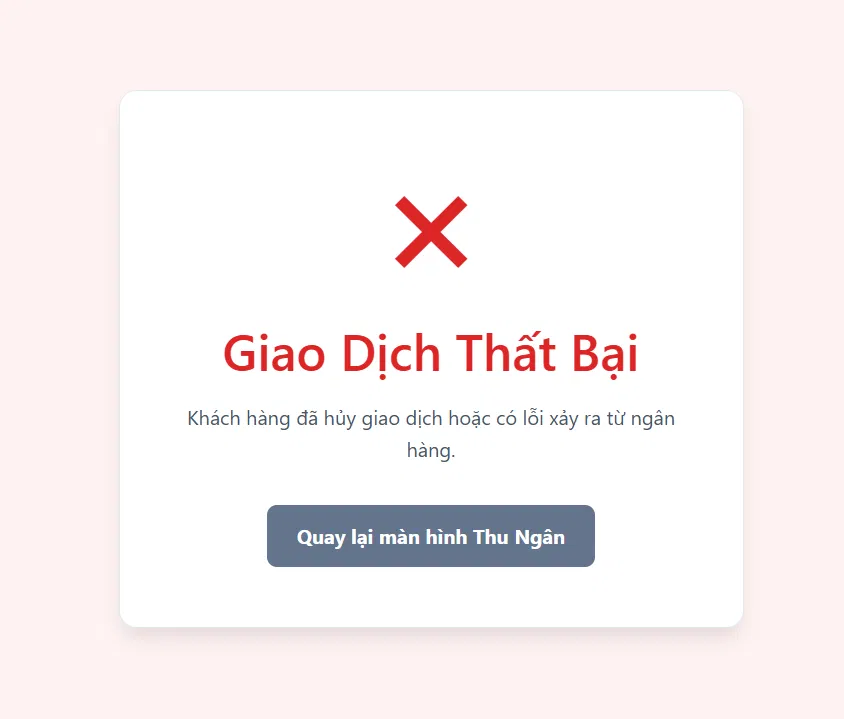 Giao Dịch Thất Bại
Khách hàng đã hủy giao dịch hoặc có lỗi xảy ra từ ngân
hàng.
Quay lại màn hình Thu Ngân